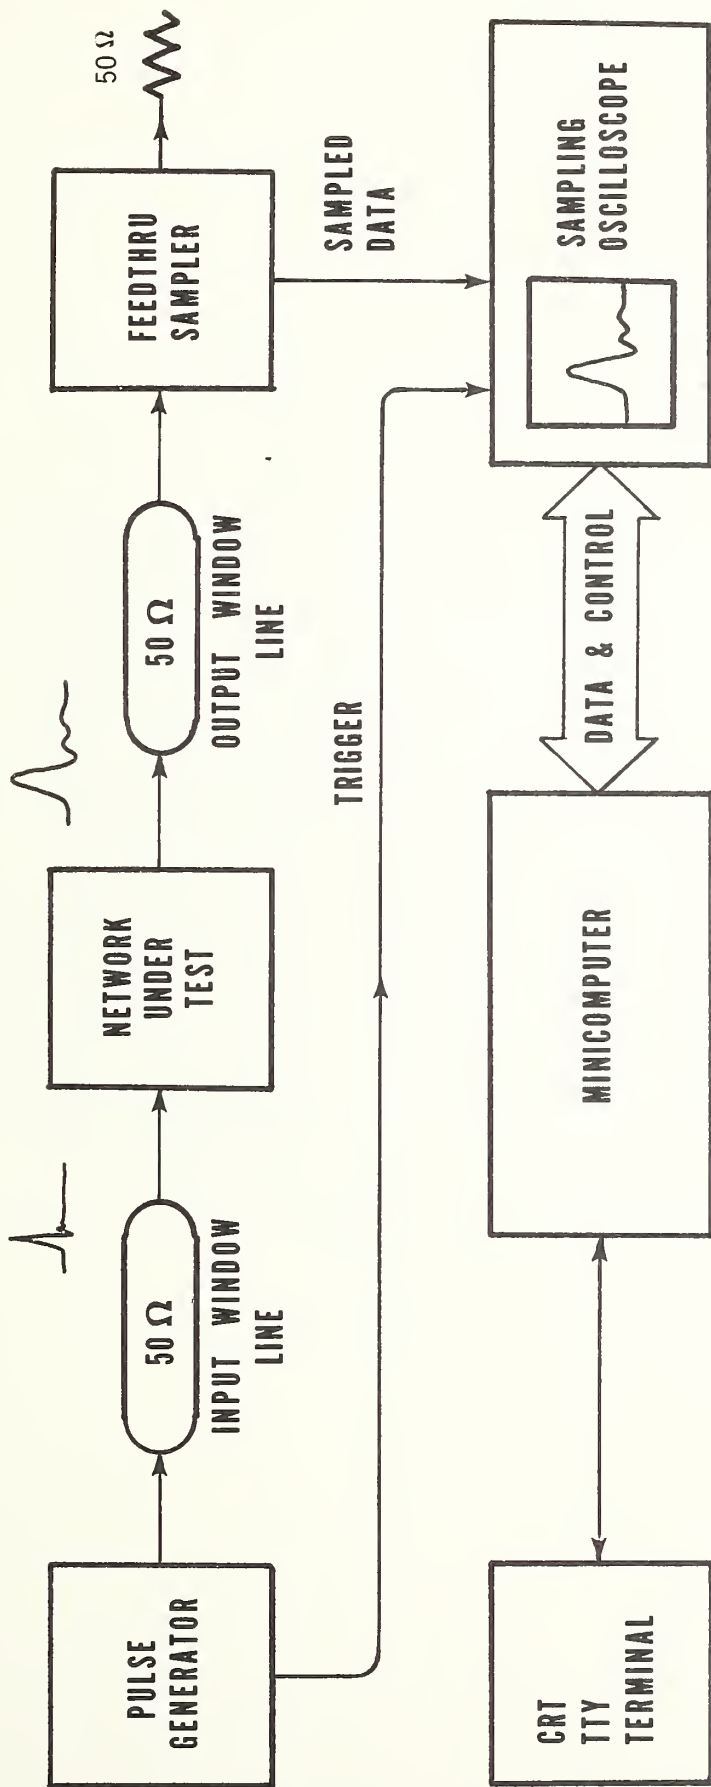 PULSE
GENERATOR
50 Ω
INPUT WINDOW
LINE
NETWORK
UNDER
TEST
50 Ω
OUTPUT WINDOW
LINE
FEEDTHRU
SAMPLER
50 Ω
TRIGGER
SAMPLED
DATA
CRT
TTY
TERMINAL
MINICOMPUTER
DATA & CONTROL
SAMPLING
OSCILLOSCOPE